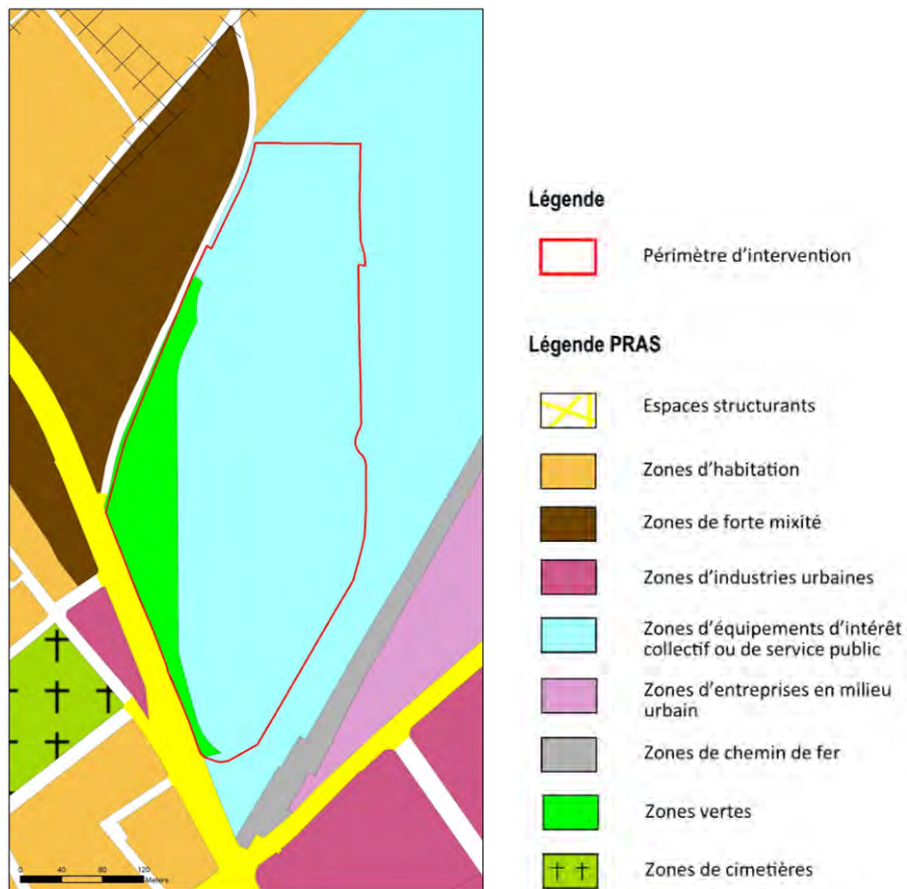 Légende
Périmètre d'intervention
Légende PRAS
Espaces structurants
Zones d'habitation
Zones de forte mixité
Zones d'industries urbaines
Zones d'équipements d'intérêt
collectif ou de service public
Zones d'entreprises en milieu
urbain
Zones de chemin de fer
Zones vertes
Zones de cimetières
0 40 80 120
Meters